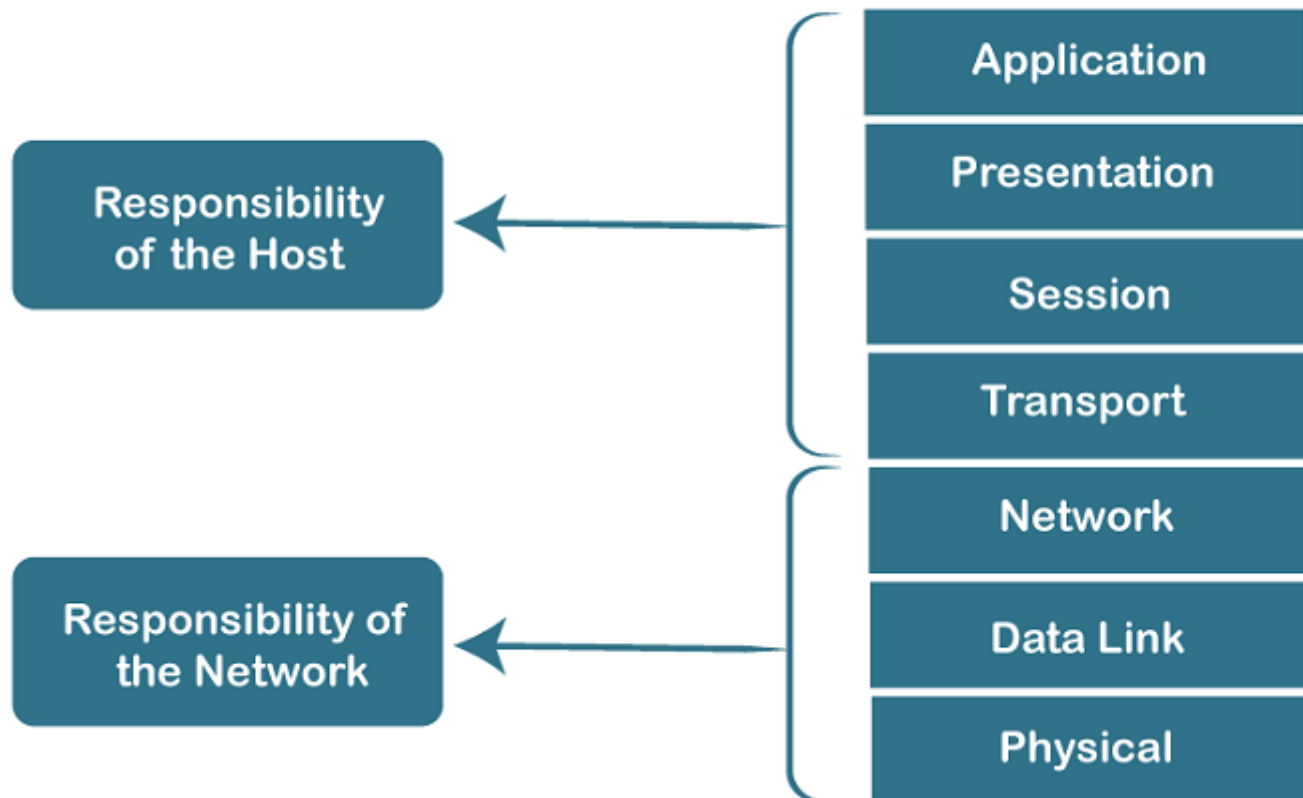 Application
Presentation
Responsibility
of the Host
Session
Transport
Network
Responsibility of
the Network
Data Link
Physical